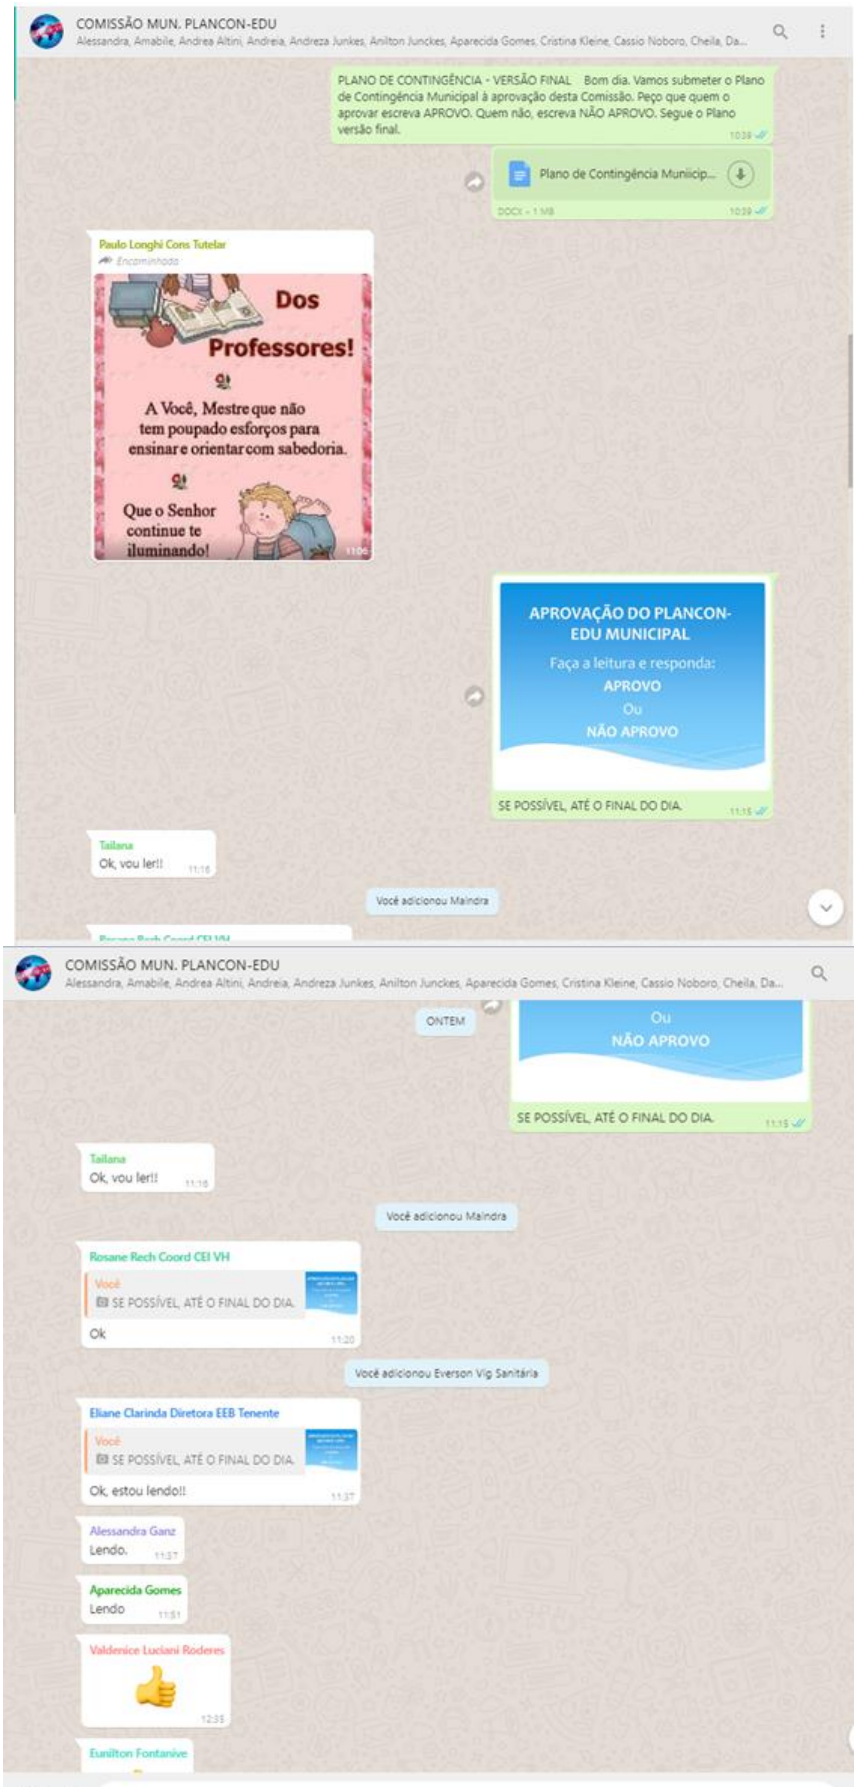 COMISSÃO MUN. PLANCON-EDU
Alessandra, Amabile, Andrea Altini, Andreia, Andreza Junkes, Anilton Junckes, Aparecida Gomes, Cristina Kleine, Cassio Noboro, Cheila, Da...
PLANO DE CONTINGÊNCIA - VERSÃO FINAL Bom dia. Vamos submeter o Plano
de Contingência Municipal à aprovação desta Comissão. Peço que quem o
aprovar escreva APROVO. Quem não, escreva NÃO APROVO. Segue o Plano
versão final.
10:39
Plano de Contingência Muniicip...
DOCX • 1 MB
10:39
Paulo Longhi Cons Tutelar
Encaminhada
Dos
Professores!
A Você, Mestre que não
tem poupado esforços para
ensinar e orientar com sabedoria.
Que o Senhor
continue te
iluminando!
11:06
APROVAÇÃO DO PLANCON-
EDU MUNICIPAL
Faça a leitura e responda:
APROVO
Ou
NÃO APROVO
SE POSSÍVEL, ATÉ O FINAL DO DIA.
11:15
Tailana
Ok, vou ler!!
11:16
Você adicionou Maindra
Rosane Rech Coord CEI VH
COMISSÃO MUN. PLANCON-EDU
Alessandra, Amabile, Andrea Altini, Andreia, Andreza Junkes, Anilton Junckes, Aparecida Gomes, Cristina Kleine, Cassio Noboro, Cheila, Da...
ONTEM
Ou
NÃO APROVO
SE POSSÍVEL, ATÉ O FINAL DO DIA.
11:15
Tailana
Ok, vou ler!!
11:16
Você adicionou Maindra
Rosane Rech Coord CEI VH
Você
SE POSSÍVEL, ATÉ O FINAL DO DIA.
Ok
11:20
Você adicionou Everson Vig Sanitária
Eliane Clarinda Diretora EEB Tenente
Você
SE POSSÍVEL, ATÉ O FINAL DO DIA.
Ok, estou lendo!!
11:37
Alessandra Ganz
Lendo.
Aparecida Gomes
Lendo
11:51
Valdenice Luciani Roderes
12:35
Eunilton Fontanive